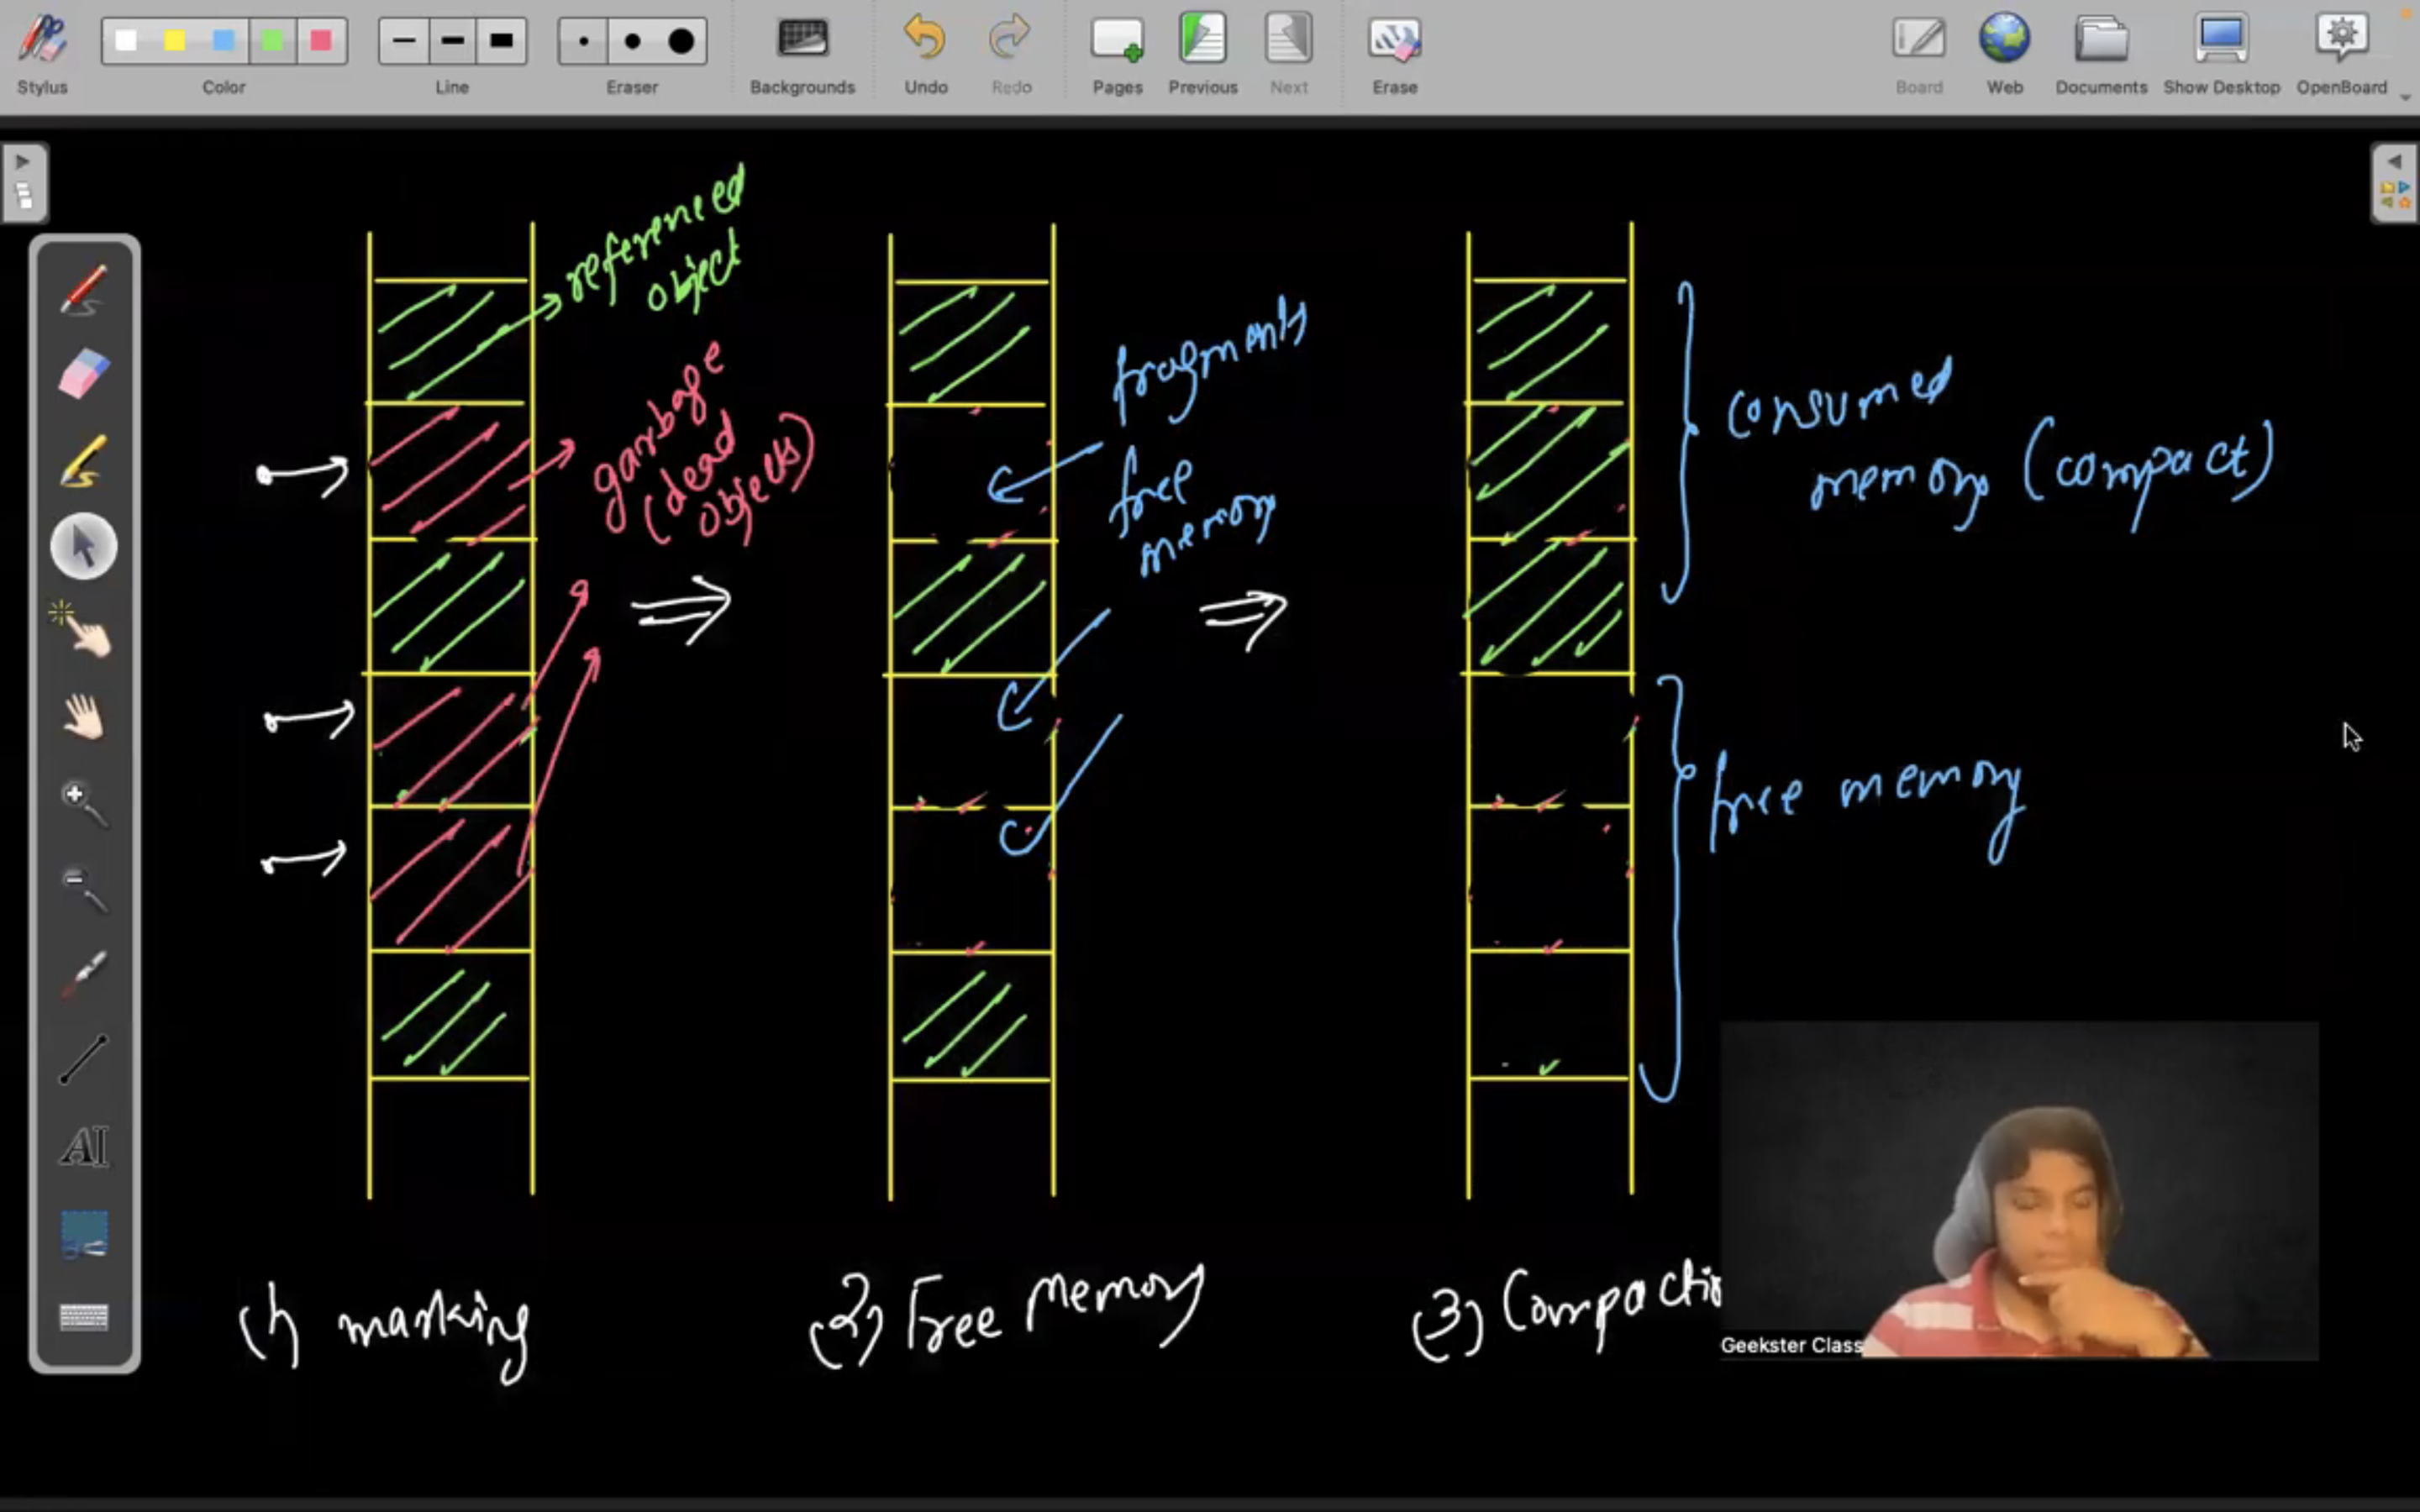 Stylus
Color
Line
Eraser
Backgrounds
Undo
Redo
Pages
Previous
Next
Erase
Board
Web
Documents
Show Desktop
OpenBoard
referenced
object
garbage
(dead
objects)
fragments
free
memory
consumed
memory (compact)
free memory
(1) marking
(2) Free Memory
(3) Compactio
Geekster Class
AI